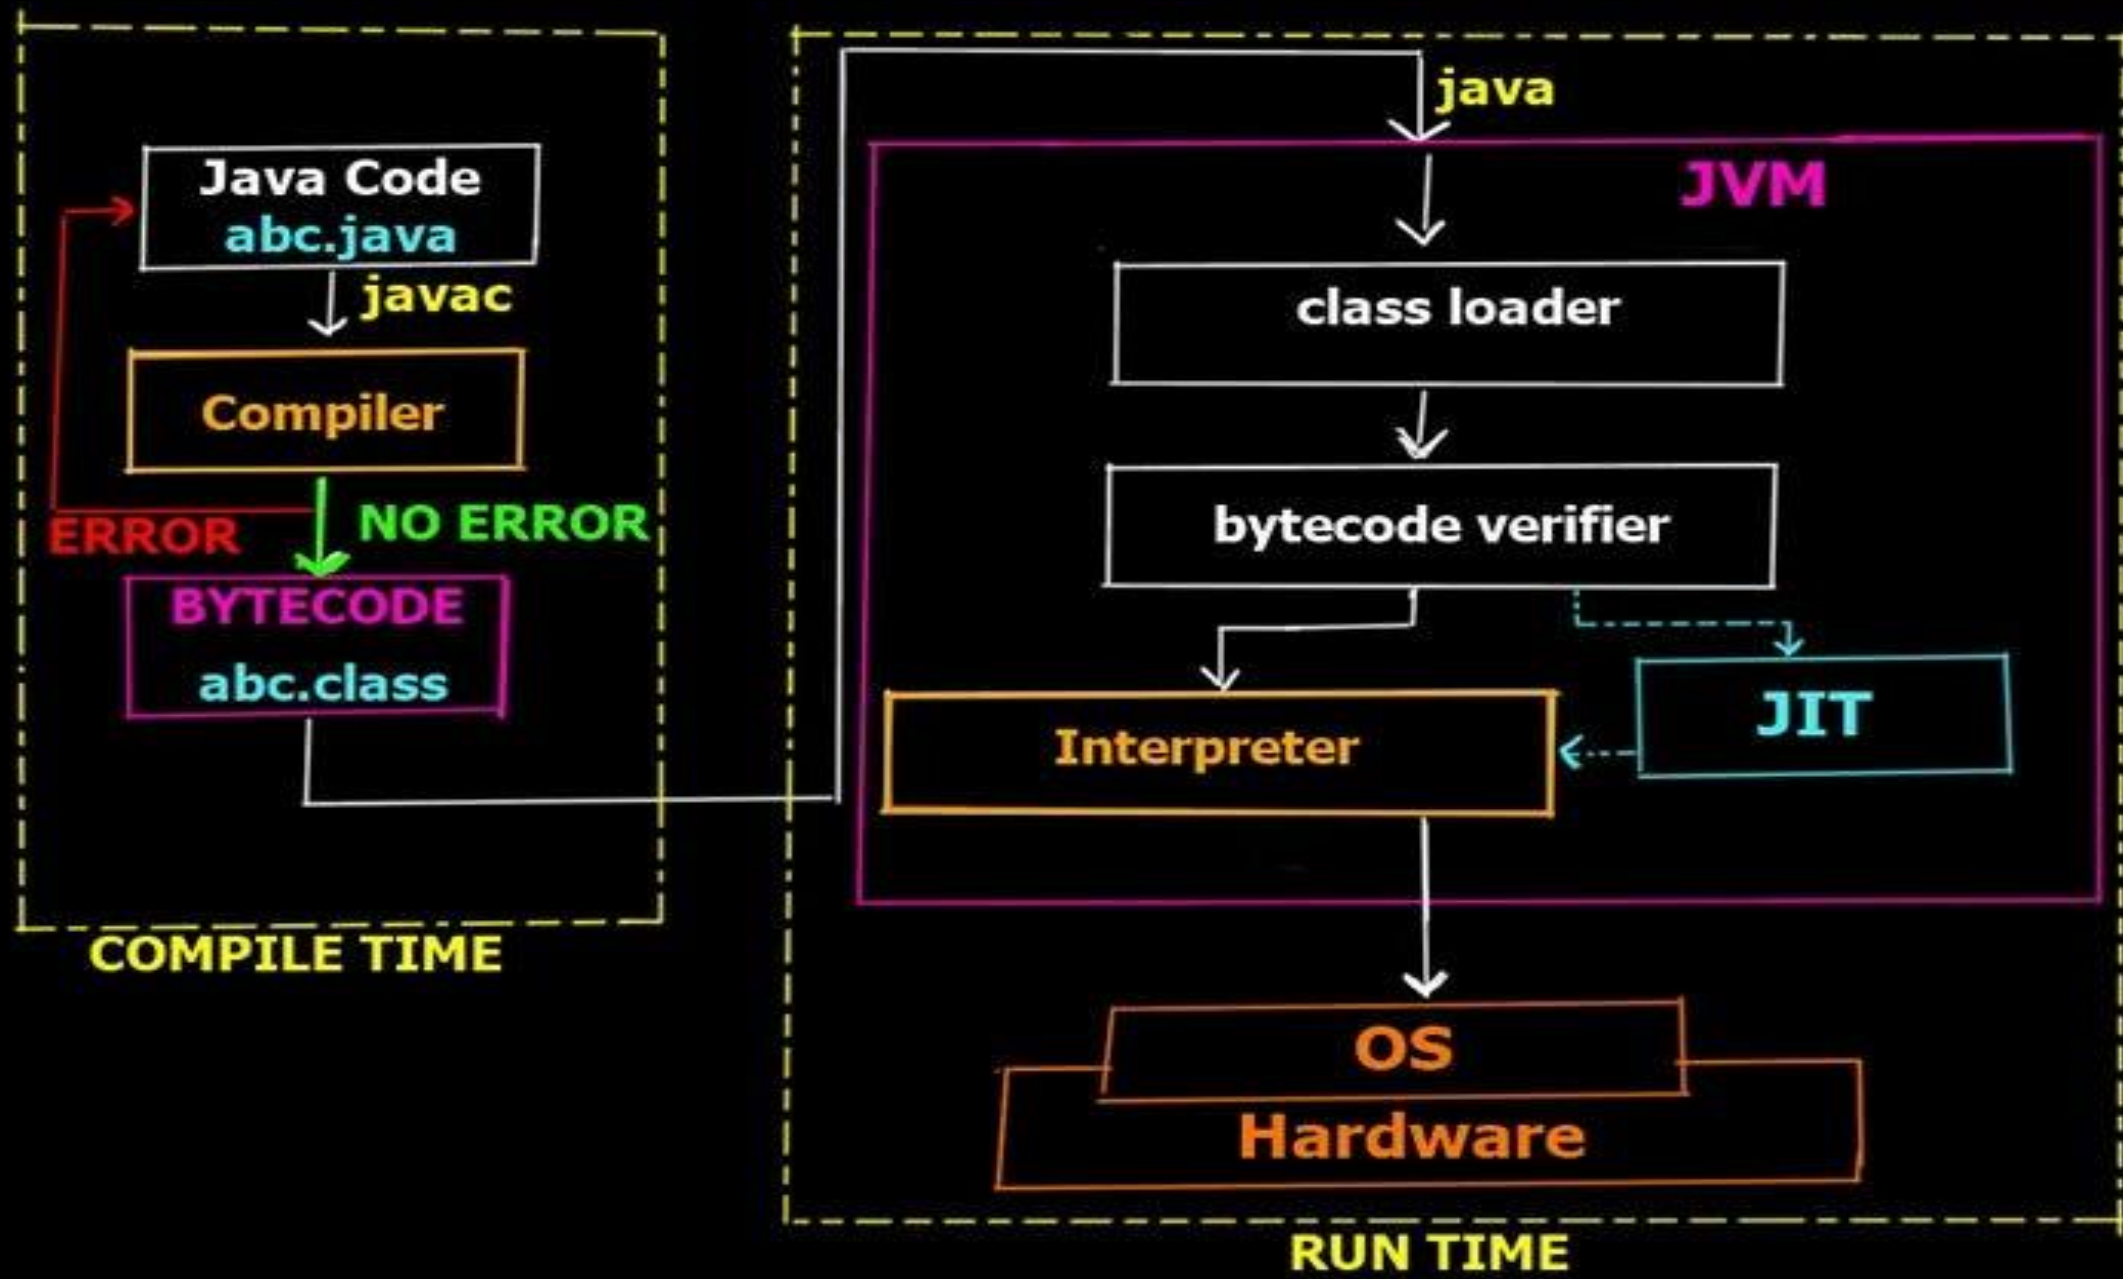 Java Code
abc.java
javac
Compiler
ERROR
NO ERROR
BYTECODE
abc.class
COMPILE TIME
java
JVM
class loader
bytecode verifier
Interpreter
JIT
OS
Hardware
RUN TIME